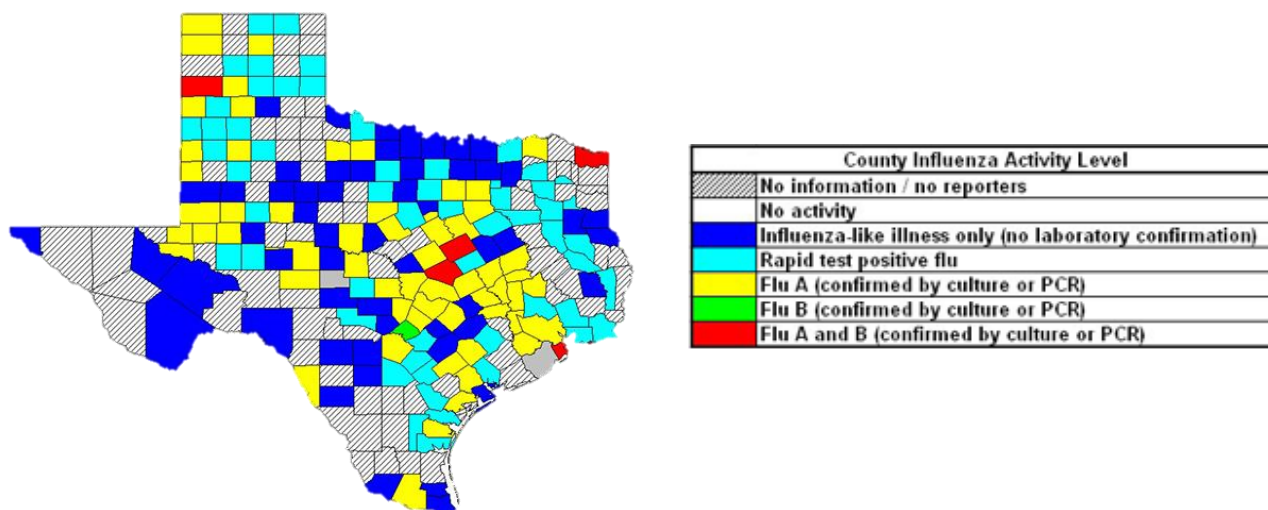 County Influenza Activity Level
No information / no reporters
No activity
Influenza-like illness only (no laboratory confirmation)
Rapid test positive flu
Flu A (confirmed by culture or PCR)
Flu B (confirmed by culture or PCR)
Flu A and B (confirmed by culture or PCR)